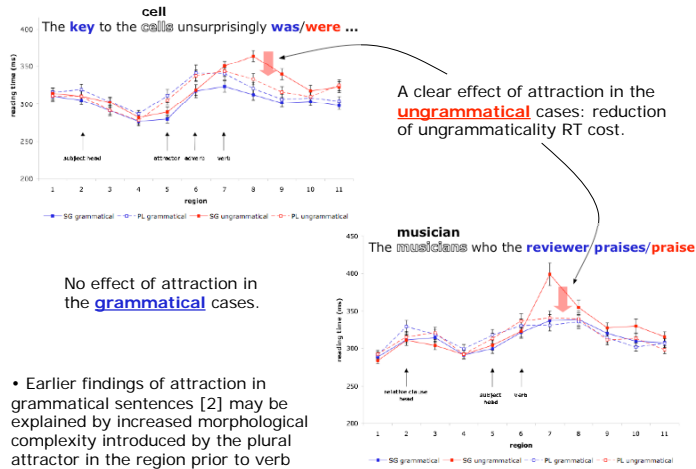 cell
The key to the cells unsurprisingly was/were ...
400
350
300
250
200
reading time (ms)
subject head
attractor
adverb
verb
1 2 3 4 5 6 7 8 9 10 11
region
SG grammatical PL grammatical SG ungrammatical PL ungrammatical
A clear effect of attraction in the
ungrammatical cases: reduction
of ungrammaticality RT cost.
No effect of attraction in
the grammatical cases.
musician
The musicians who the reviewer praises/praise
450
400
350
300
250
200
reading time (ms)
relative clause
head
subject
head
verb
1 2 3 4 5 6 7 8 9 10 11
region
SG grammatical SG ungrammatical PL grammatical PL ungrammatical
• Earlier findings of attraction in
grammatical sentences [2] may be
explained by increased morphological
complexity introduced by the plural
attractor in the region prior to verb